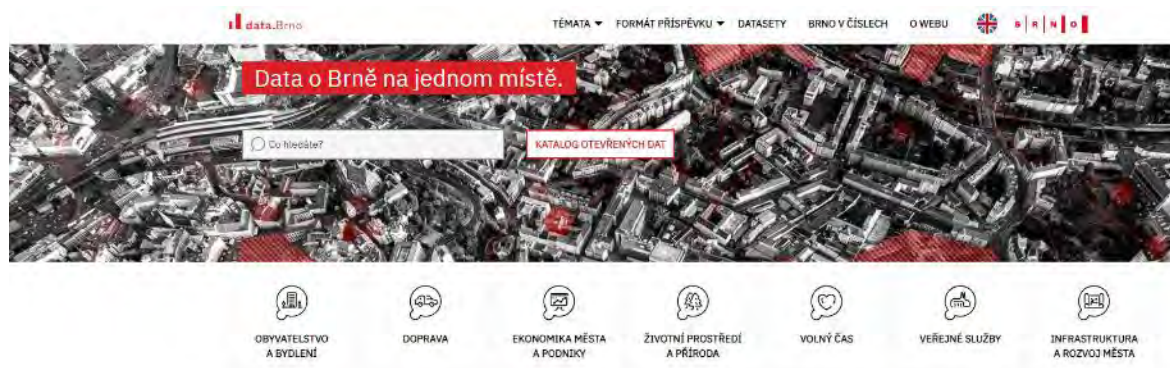 data.Brno
TÉMATA FORMÁT PŘÍSPĚVKU DATASETY BRNO V ČÍSLECH O WEBU B R N O
Data o Brně na jednom místě.
Co hledáte?
KATALOG OTEVŘENÝCH DAT
OBYVATELSTVO
A BYDLENÍ
DOPRAVA
EKONOMIKA MĚSTA
A PODNIKY
ŽIVOTNÍ PROSTŘEDÍ
A PŘÍRODA
VOLNÝ ČAS
VEŘEJNÉ SLUŽBY
INFRASTRUKTURA
A ROZVOJ MĚSTA